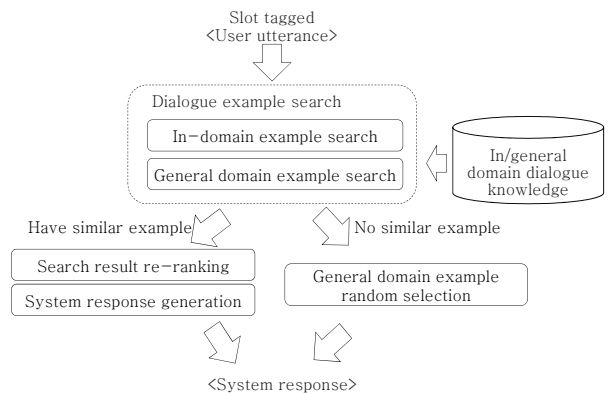 Slot tagged
<User utterance>
Dialogue example search
In-domain example search
General domain example search
In/general
domain dialogue
knowledge
Have similar example
No similar example
Search result re-ranking
System response generation
General domain example
random selection
<System response>